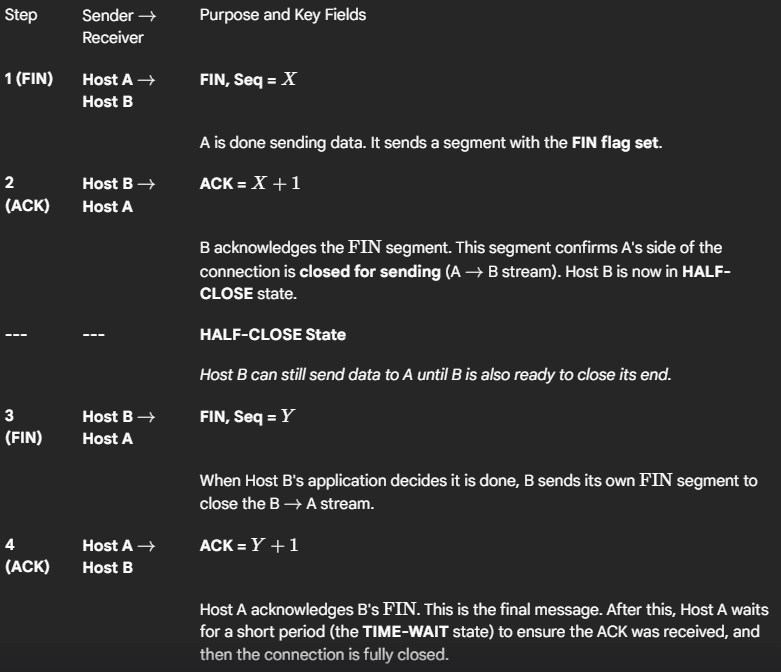 Step Sender → Purpose and Key Fields
Receiver
1 (FIN) Host A → FIN, Seq = X
Host B
A is done sending data. It sends a segment with the FIN flag set.
2 Host B → ACK = X + 1
(ACK) Host A
B acknowledges the FIN segment. This segment confirms A's side of the
connection is closed for sending (A → B stream). Host B is now in HALF-
CLOSE state.
--- --- HALF-CLOSE State
Host B can still send data to A until B is also ready to close its end.
3 Host B → FIN, Seq = Y
(FIN) Host A
When Host B's application decides it is done, B sends its own FIN segment to
close the B → A stream.
4 Host A → ACK = Y + 1
(ACK) Host B
Host A acknowledges B's FIN. This is the final message. After this, Host A waits
for a short period (the TIME-WAIT state) to ensure the ACK was received, and
then the connection is fully closed.